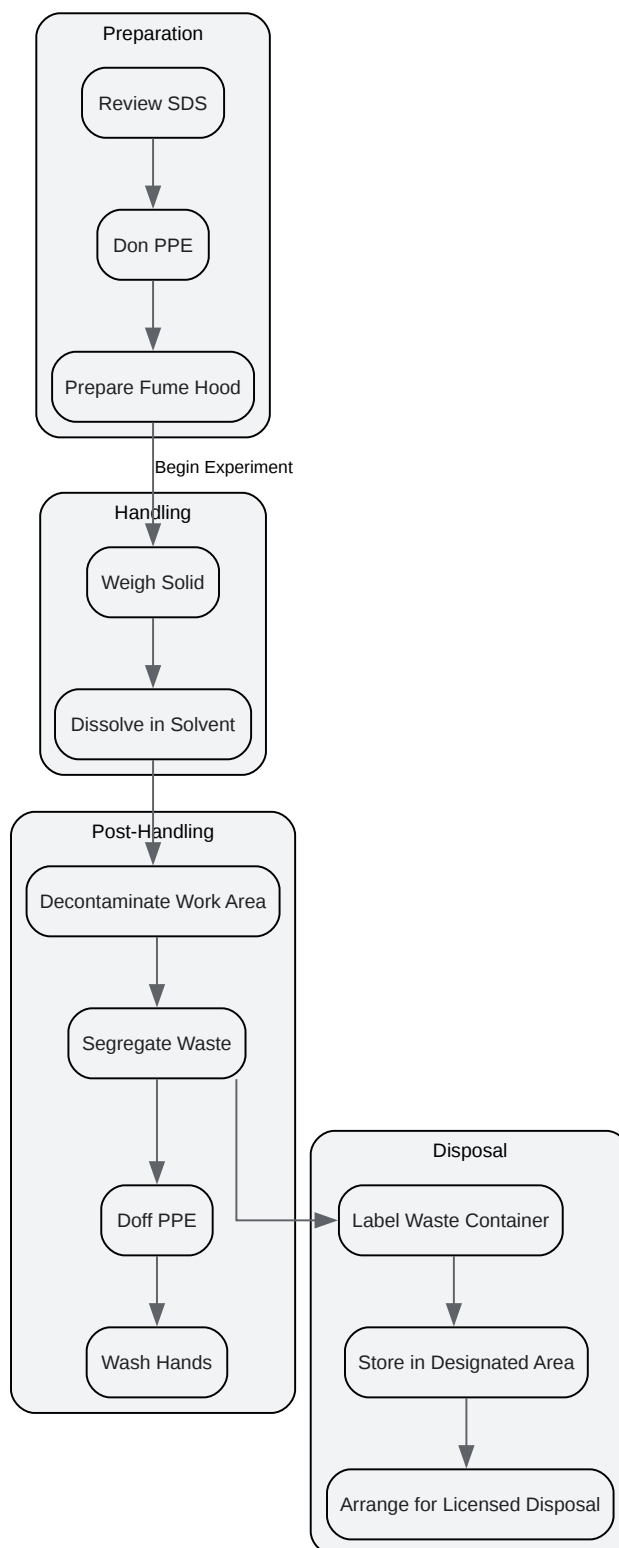 Preparation
Review SDS
Don PPE
Prepare Fume Hood
Begin Experiment
Handling
Weigh Solid
Dissolve in Solvent
Post-Handling
Decontaminate Work Area
Segregate Waste
Doff PPE
Wash Hands
Disposal
Label Waste Container
Store in Designated Area
Arrange for Licensed Disposal